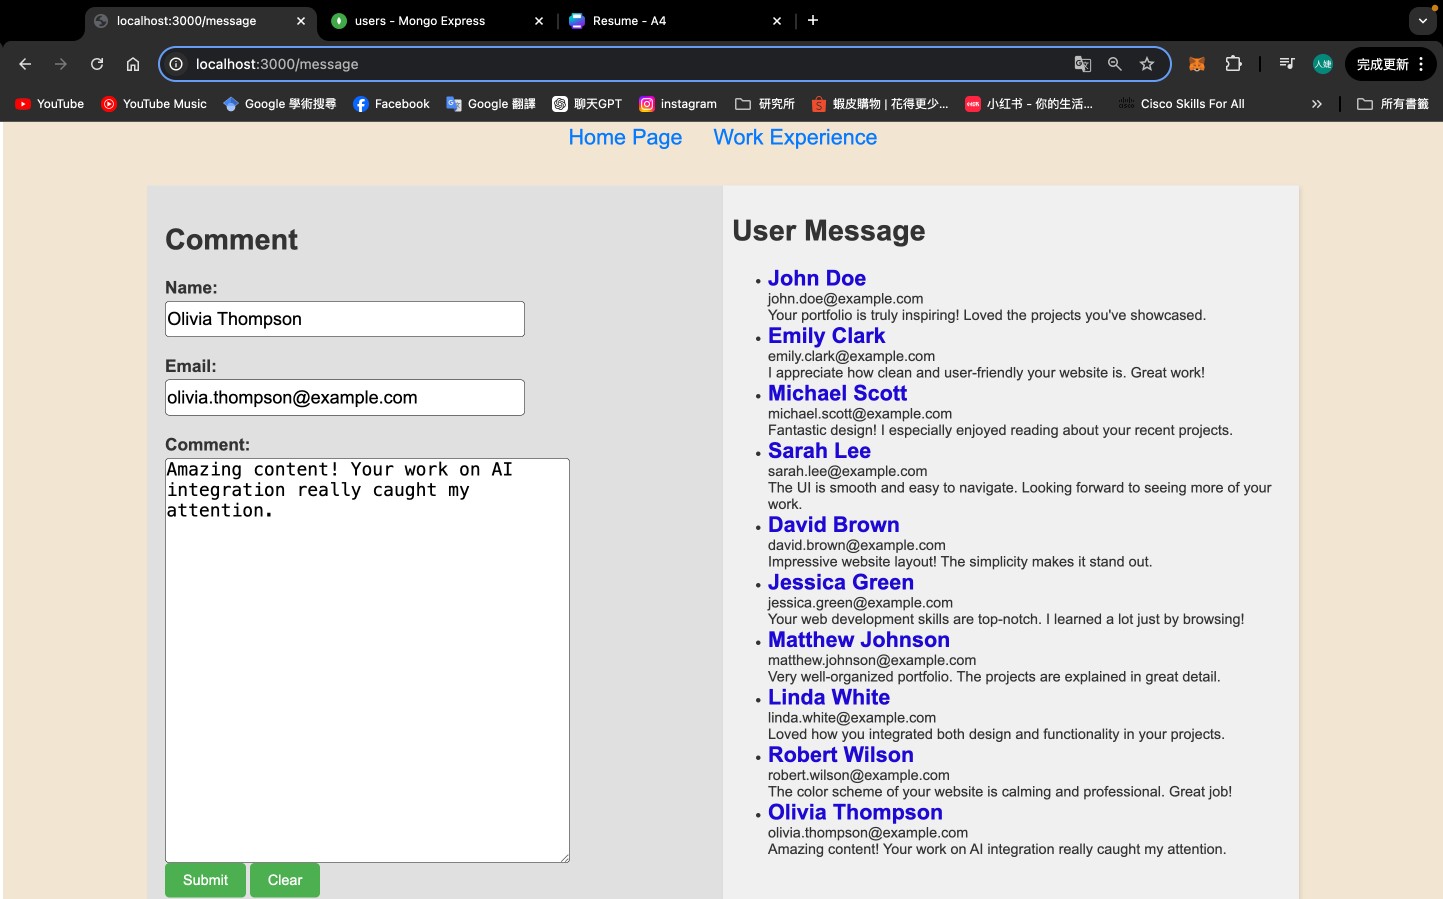 localhost:3000/message
users - Mongo Express
Resume - A4
localhost:3000/message
人婕
完成更新
YouTube
YouTube Music
Google 學術搜尋
Facebook
Google 翻譯
聊天GPT
instagram
研究所
蝦皮購物 | 花得更少...
小红书 - 你的生活...
Cisco Skills For All
所有書籤
Home Page
Work Experience
Comment
Name:
Olivia Thompson
Email:
olivia.thompson@example.com
Comment:
Amazing content! Your work on AI
integration really caught my
attention.
Submit
Clear
User Message
John Doe
john.doe@example.com
Your portfolio is truly inspiring! Loved the projects you've showcased.
Emily Clark
emily.clark@example.com
I appreciate how clean and user-friendly your website is. Great work!
Michael Scott
michael.scott@example.com
Fantastic design! I especially enjoyed reading about your recent projects.
Sarah Lee
sarah.lee@example.com
The UI is smooth and easy to navigate. Looking forward to seeing more of your
work.
David Brown
david.brown@example.com
Impressive website layout! The simplicity makes it stand out.
Jessica Green
jessica.green@example.com
Your web development skills are top-notch. I learned a lot just by browsing!
Matthew Johnson
matthew.johnson@example.com
Very well-organized portfolio. The projects are explained in great detail.
Linda White
linda.white@example.com
Loved how you integrated both design and functionality in your projects.
Robert Wilson
robert.wilson@example.com
The color scheme of your website is calming and professional. Great job!
Olivia Thompson
olivia.thompson@example.com
Amazing content! Your work on AI integration really caught my attention.